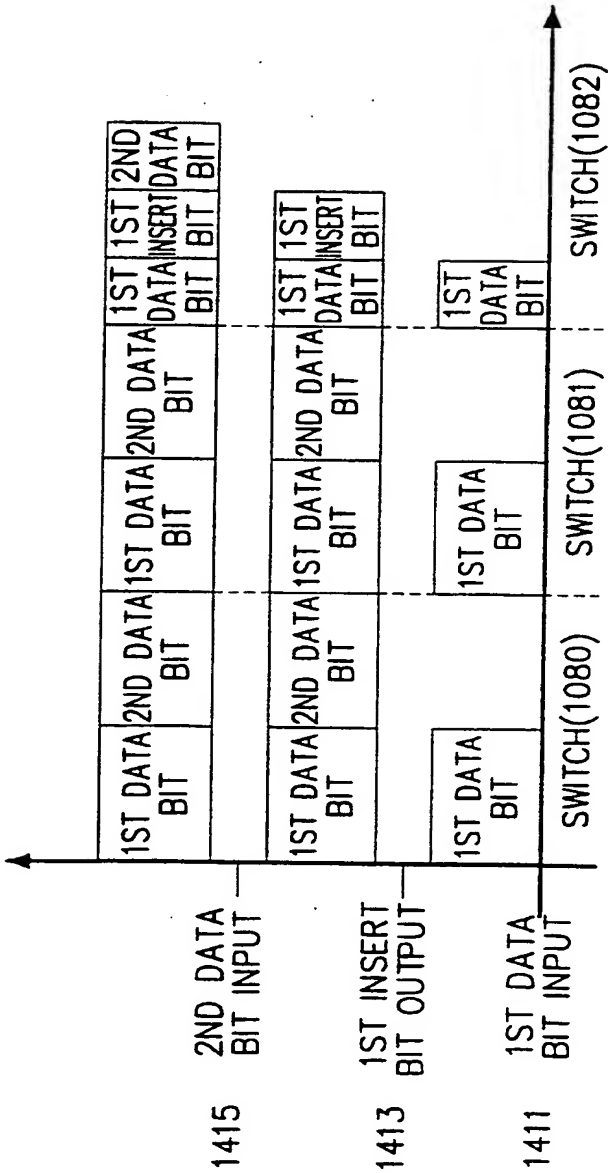 1415
2ND DATA
BIT INPUT
1ST DATA
BIT
2ND DATA
BIT
1ST DATA
BIT
2ND DATA
BIT
1ST
DATA
BIT
1ST
INSERT
BIT
2ND
DATA
BIT
1413
1ST INSERT
BIT OUTPUT
1ST DATA
BIT
2ND DATA
BIT
1ST DATA
BIT
2ND DATA
BIT
1ST
DATA
BIT
1ST
INSERT
BIT
1411
1ST DATA
BIT INPUT
1ST DATA
BIT
1ST DATA
BIT
1ST
DATA
BIT
SWITCH(1080)
SWITCH(1081)
SWITCH(1082)